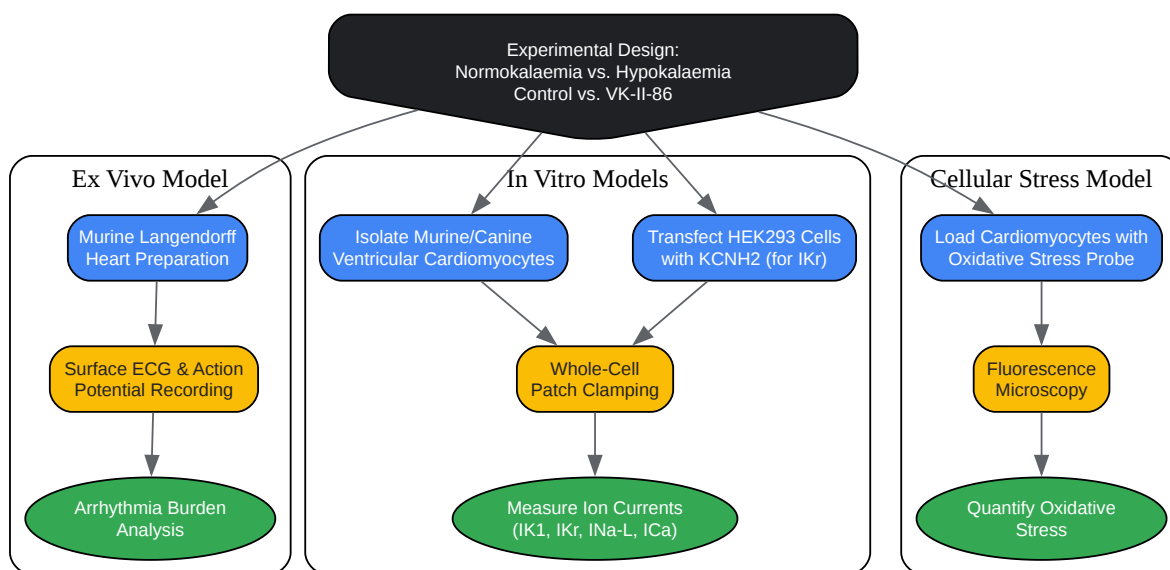 Experimental Design:
Normokalaemia vs. Hypokalaemia
Control vs. VK-II-86
Ex Vivo Model
Murine Langendorff
Heart Preparation
Surface ECG & Action
Potential Recording
Arrhythmia Burden
Analysis
In Vitro Models
Isolate Murine/Canine
Ventricular Cardiomyocytes
Transfect HEK293 Cells
with KCNH2 (for IKr)
Whole-Cell
Patch Clamping
Measure Ion Currents
(IK1, IKr, INa-L, ICa)
Cellular Stress Model
Load Cardiomyocytes with
Oxidative Stress Probe
Fluorescence
Microscopy
Quantify Oxidative
Stress